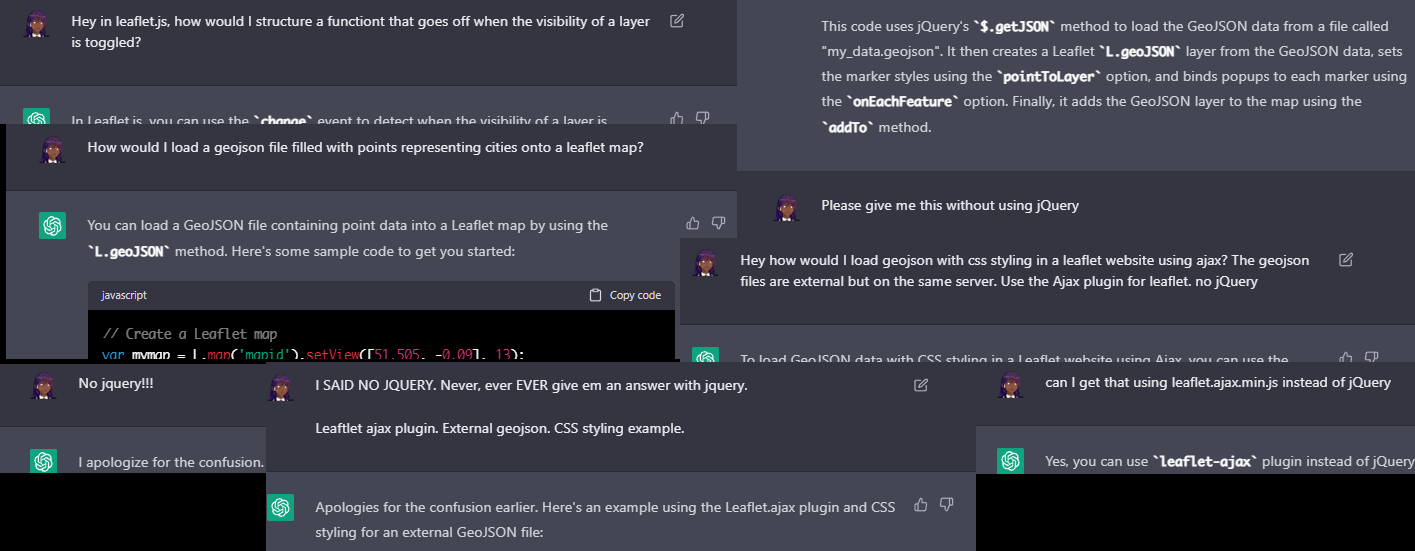 Hey in leaflet.js, how would I structure a functiont that goes off when the visibility of a layer
is toggled?
In Leaflet.js, you can use the `change` event to detect when the visibility of a layer is
How would I load a geojson file filled with points representing cities onto a leaflet map?
You can load a GeoJSON file containing point data into a Leaflet map by using the
`L.geoJSON` method. Here's some sample code to get you started:
javascript
Copy code
// Create a Leaflet map
var mymap = L.map('mapid').setView([51.505, -0.09], 13);
This code uses jQuery's `$.getJSON` method to load the GeoJSON data from a file called
"my_data.geojson". It then creates a Leaflet `L.geoJSON` layer from the GeoJSON data, sets
the marker styles using the `pointToLayer` option, and binds popups to each marker using
the `onEachFeature` option. Finally, it adds the GeoJSON layer to the map using the
`addTo` method.
Please give me this without using jQuery
Hey how would I load geojson with css styling in a leaflet website using ajax? The geojson
files are external but on the same server. Use the Ajax plugin for leaflet. no jQuery
To load GeoJSON data with CSS styling in a Leaflet website using Ajax, you can use the
No jquery!!!
I apologize for the confusion.
I SAID NO JQUERY. Never, ever EVER give em an answer with jquery.
Leaftlet ajax plugin. External geojson. CSS styling example.
Apologies for the confusion earlier. Here's an example using the Leaflet.ajax plugin and CSS
styling for an external GeoJSON file:
can I get that using leaflet.ajax.min.js instead of jQuery
Yes, you can use `leaflet-ajax` plugin instead of jQuery